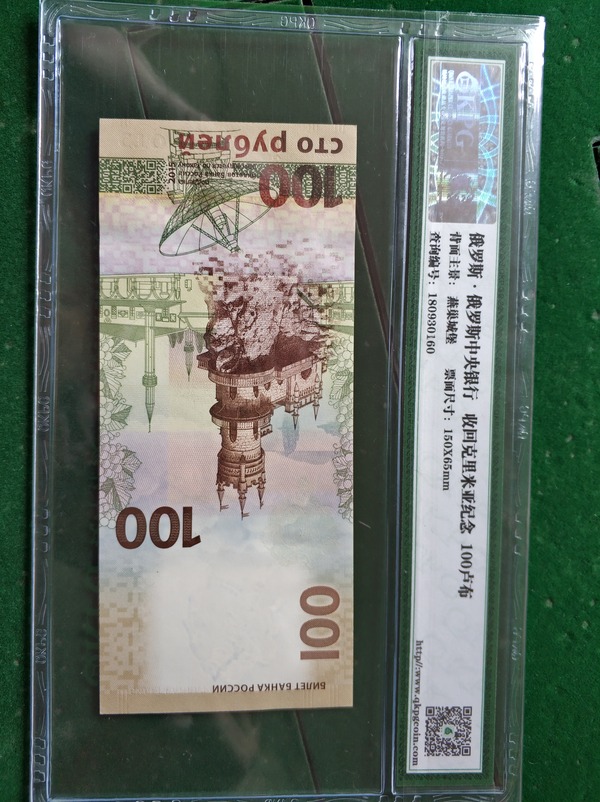 俄罗斯·俄罗斯中央银行 收回克里米亚纪念 100卢布
背面主景：燕巢城堡 票面尺寸：150X65mm
查询编号：180930160
http//:www.qkpgcoin.com
БИЛЕТ БАНКА РОССИИ
100
100
100
СТО рублей